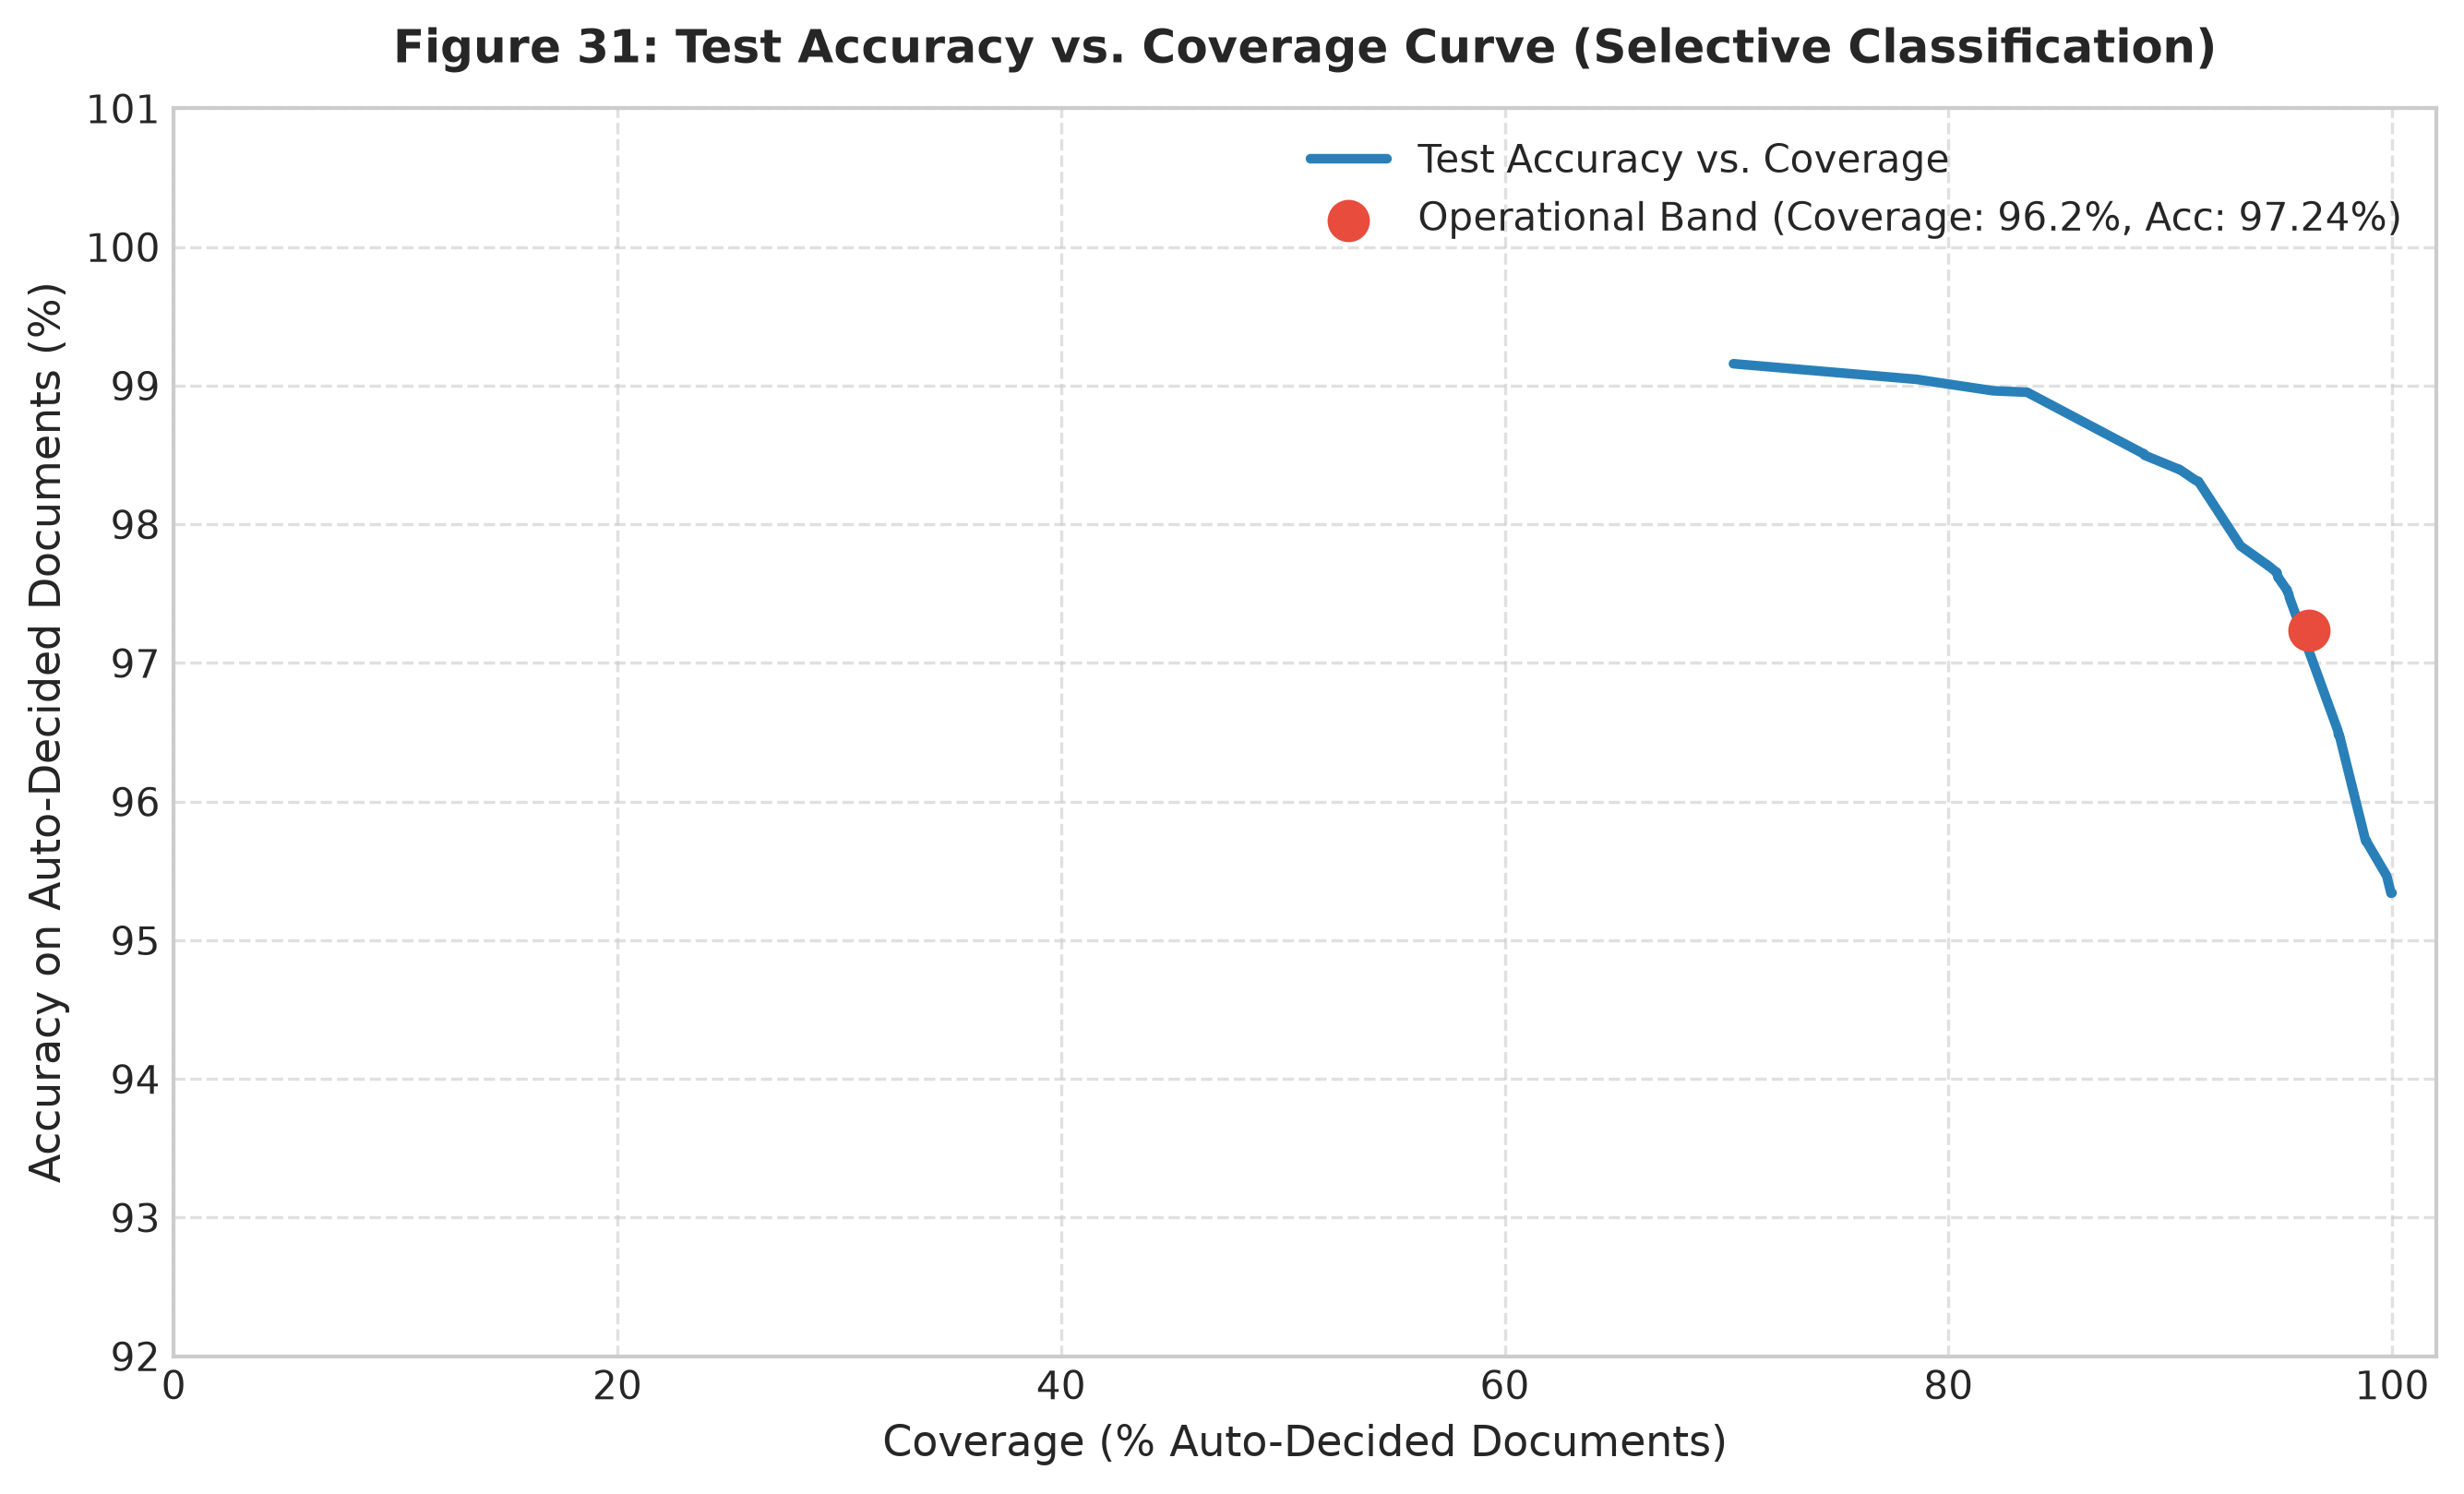 Figure 31: Test Accuracy vs. Coverage Curve (Selective Classification)
Test Accuracy vs. Coverage
Operational Band (Coverage: 96.2%, Acc: 97.24%)
Accuracy on Auto-Decided Documents (%)
101
100
99
98
97
96
95
94
93
92
0 20 40 60 80 100
Coverage (% Auto-Decided Documents)